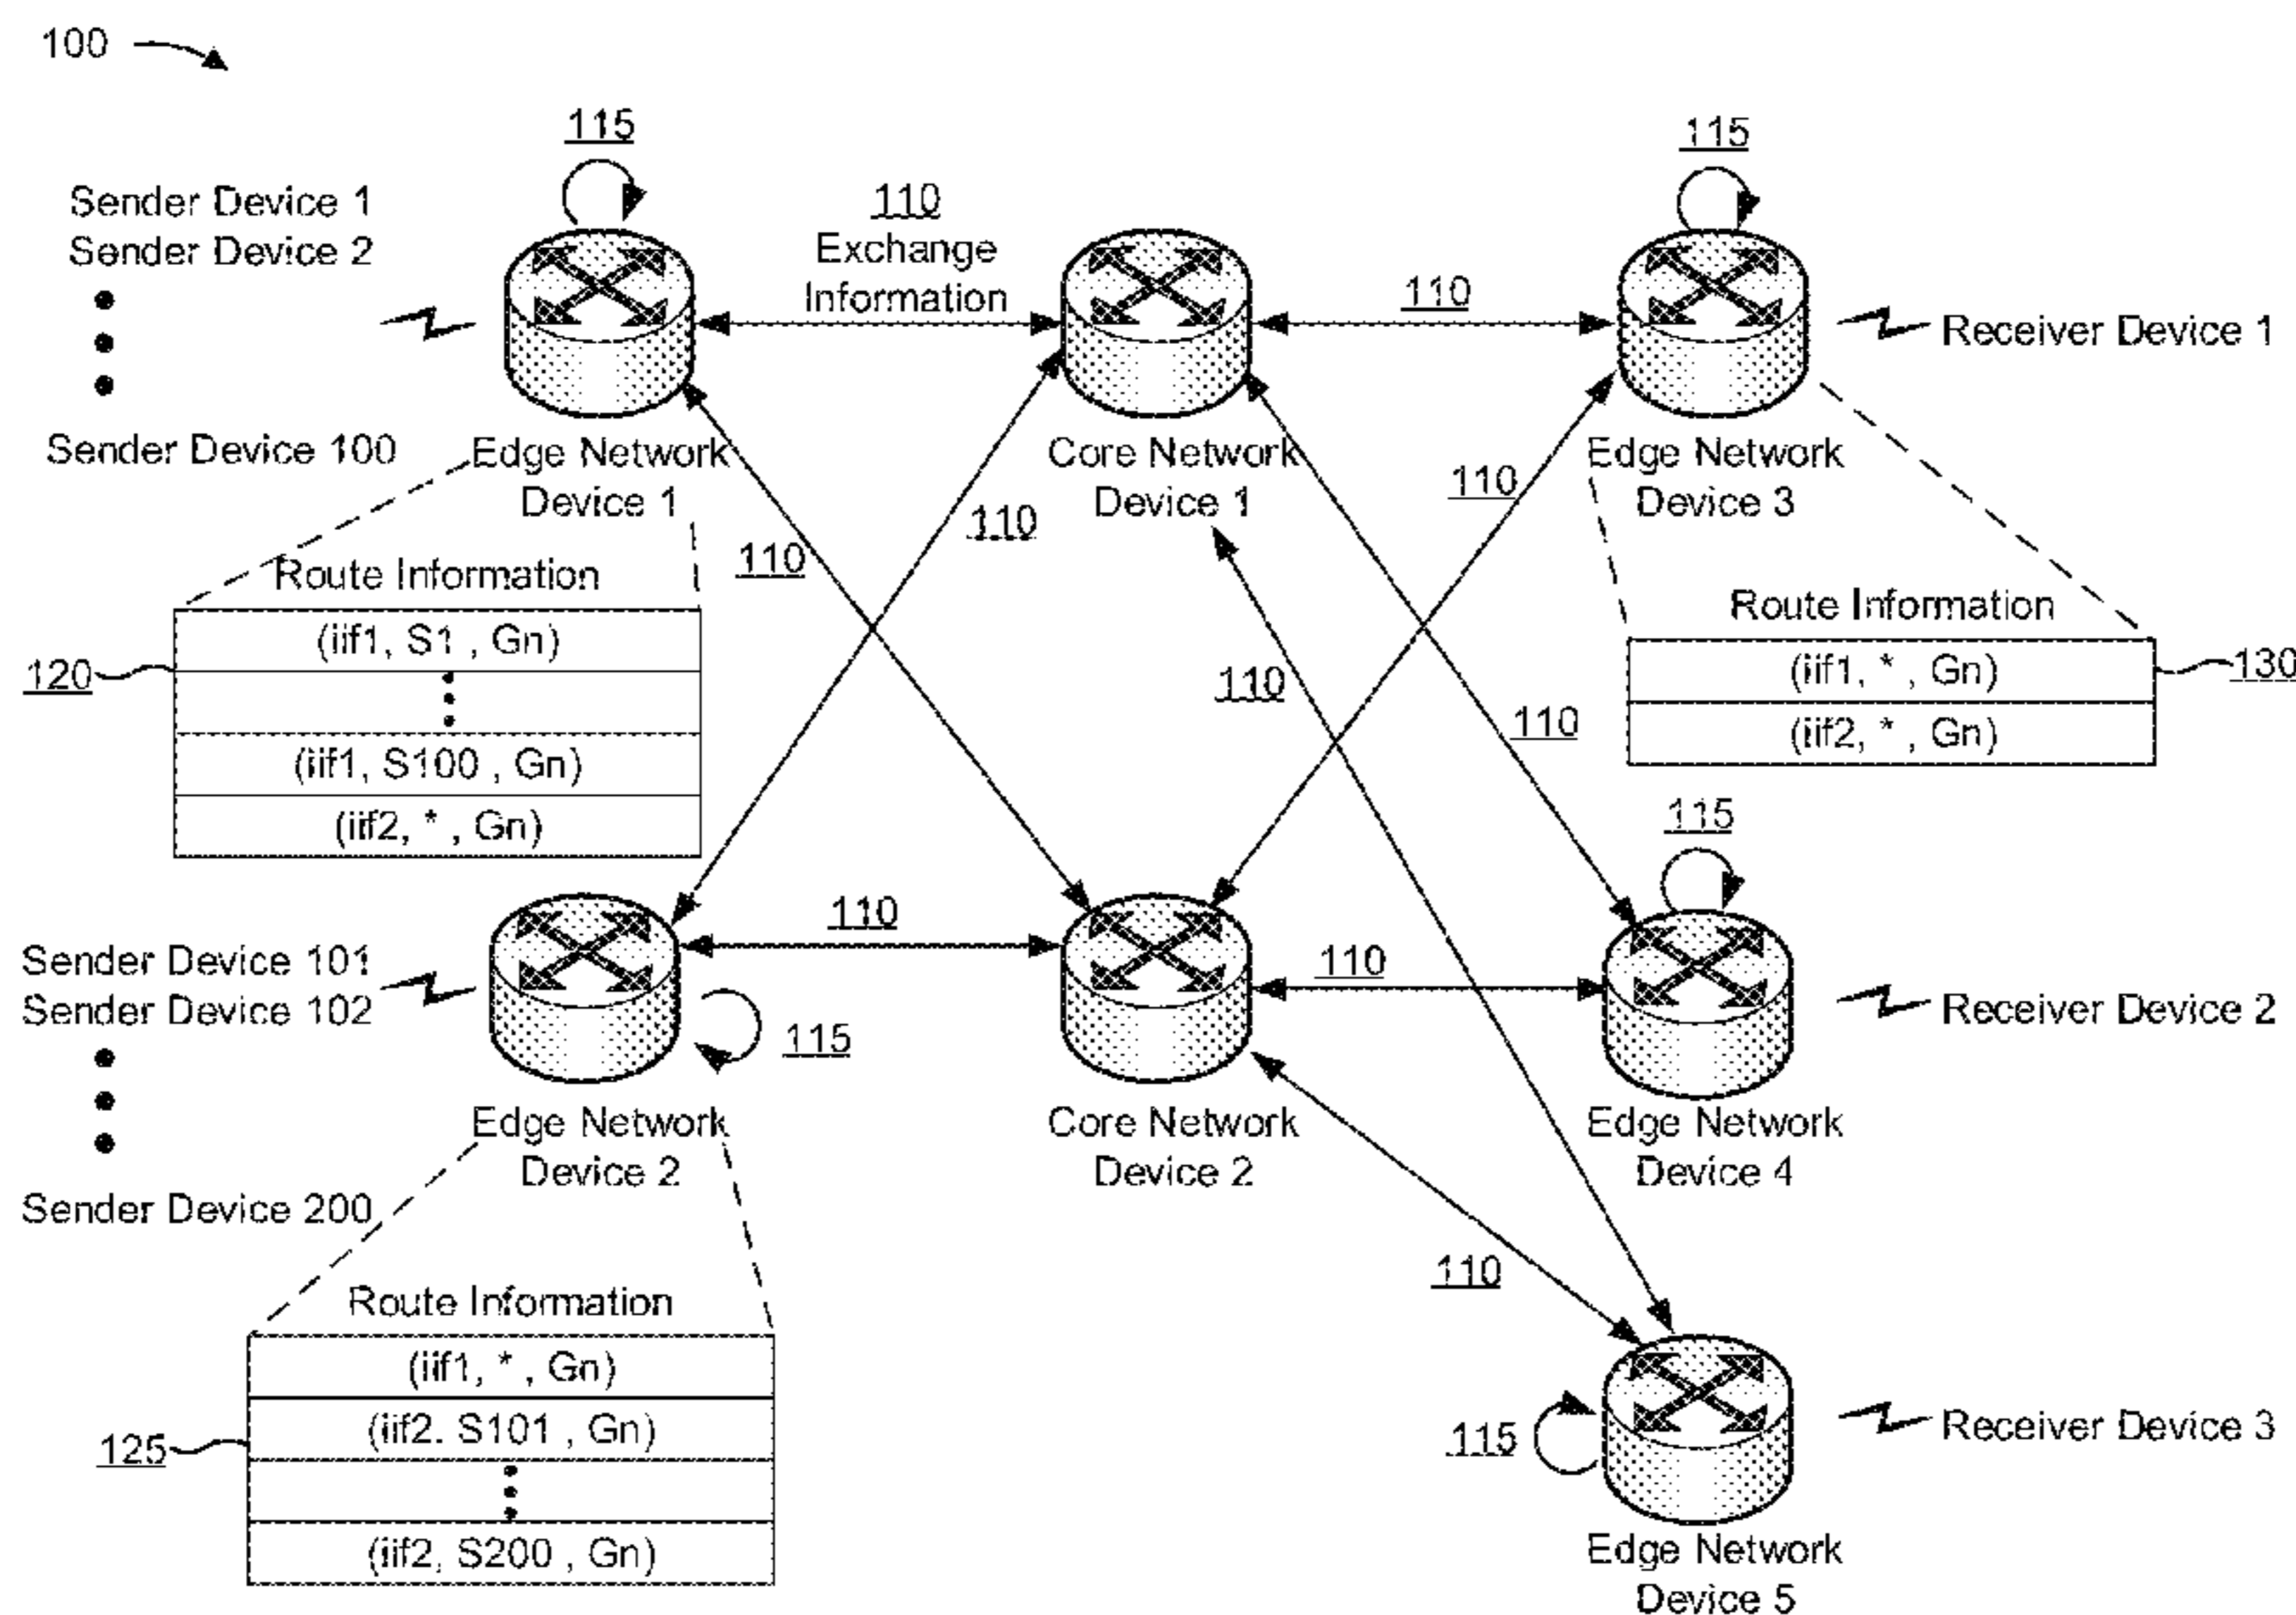 100
115
115
Sender Device 1
Sender Device 2
Sender Device 100
110
Exchange
Information
110
Receiver Device 1
Edge Network
Device 1
Core Network
Device 1
Edge Network
Device 3
110
110
110
110
110
Route Information
120
(iif1, S1 , Gn)
(iif1, S100 , Gn)
(iif2, * , Gn)
Route Information
130
(iif1, * , Gn)
(iif2, * , Gn)
115
Sender Device 101
Sender Device 102
Sender Device 200
110
110
115
Receiver Device 2
Edge Network
Device 2
Core Network
Device 2
Edge Network
Device 4
110
Route Information
125
(iif1, * , Gn)
(iif2. S101 , Gn)
(iif2, S200 , Gn)
115
Receiver Device 3
Edge Network
Device 5